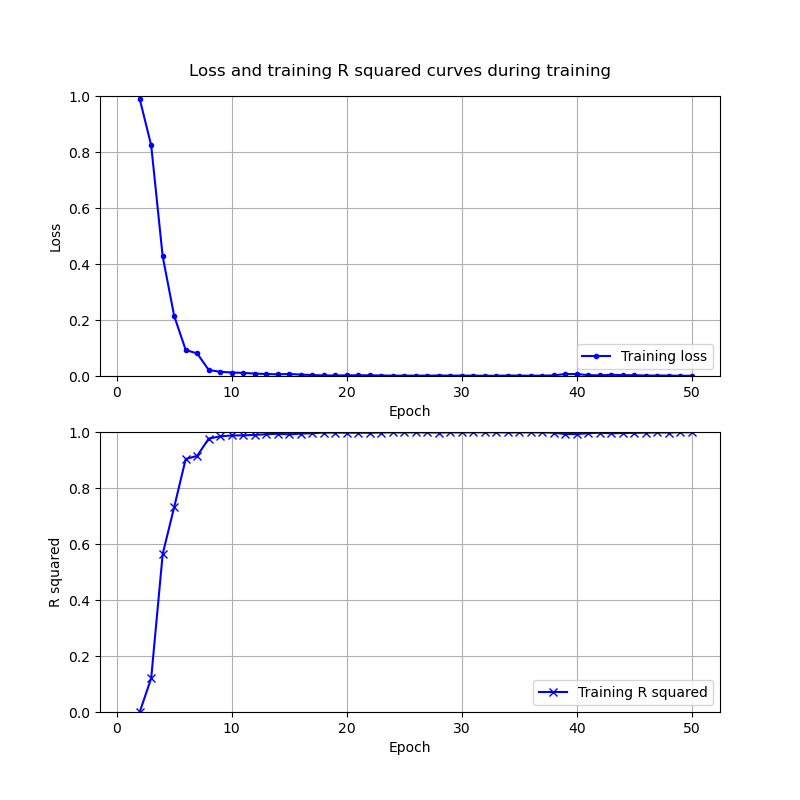 Loss and training R squared curves during training
1.0
0.8
0.6
0.4
0.2
0.0
Loss
Training loss
0 10 20 30 40 50
Epoch
1.0
0.8
0.6
0.4
0.2
0.0
R squared
Training R squared
0 10 20 30 40 50
Epoch